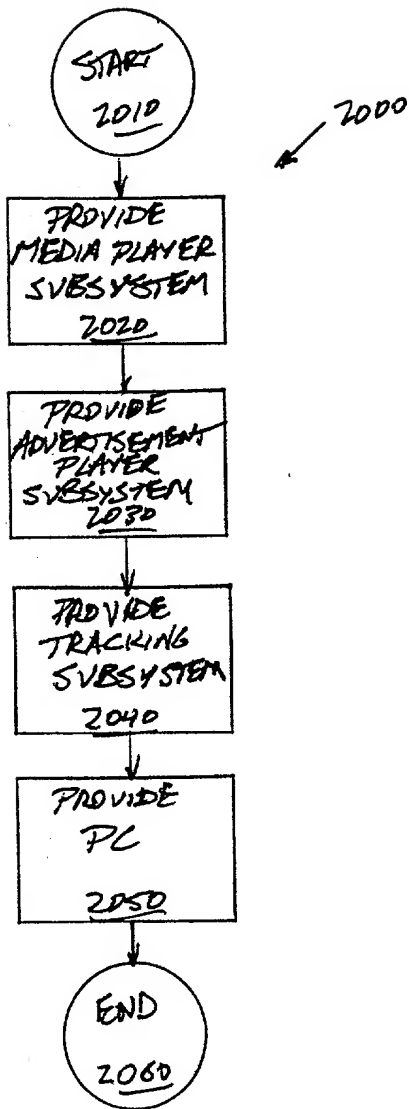 START
2010
2000
PROVIDE
MEDIA PLAYER
SUBSYSTEM
2020
PROVIDE
ADVERTISEMENT
PLAYER
SUBSYSTEM
2030
PROVIDE
TRACKING
SUBSYSTEM
2040
PROVIDE
PC
2050
END
2060